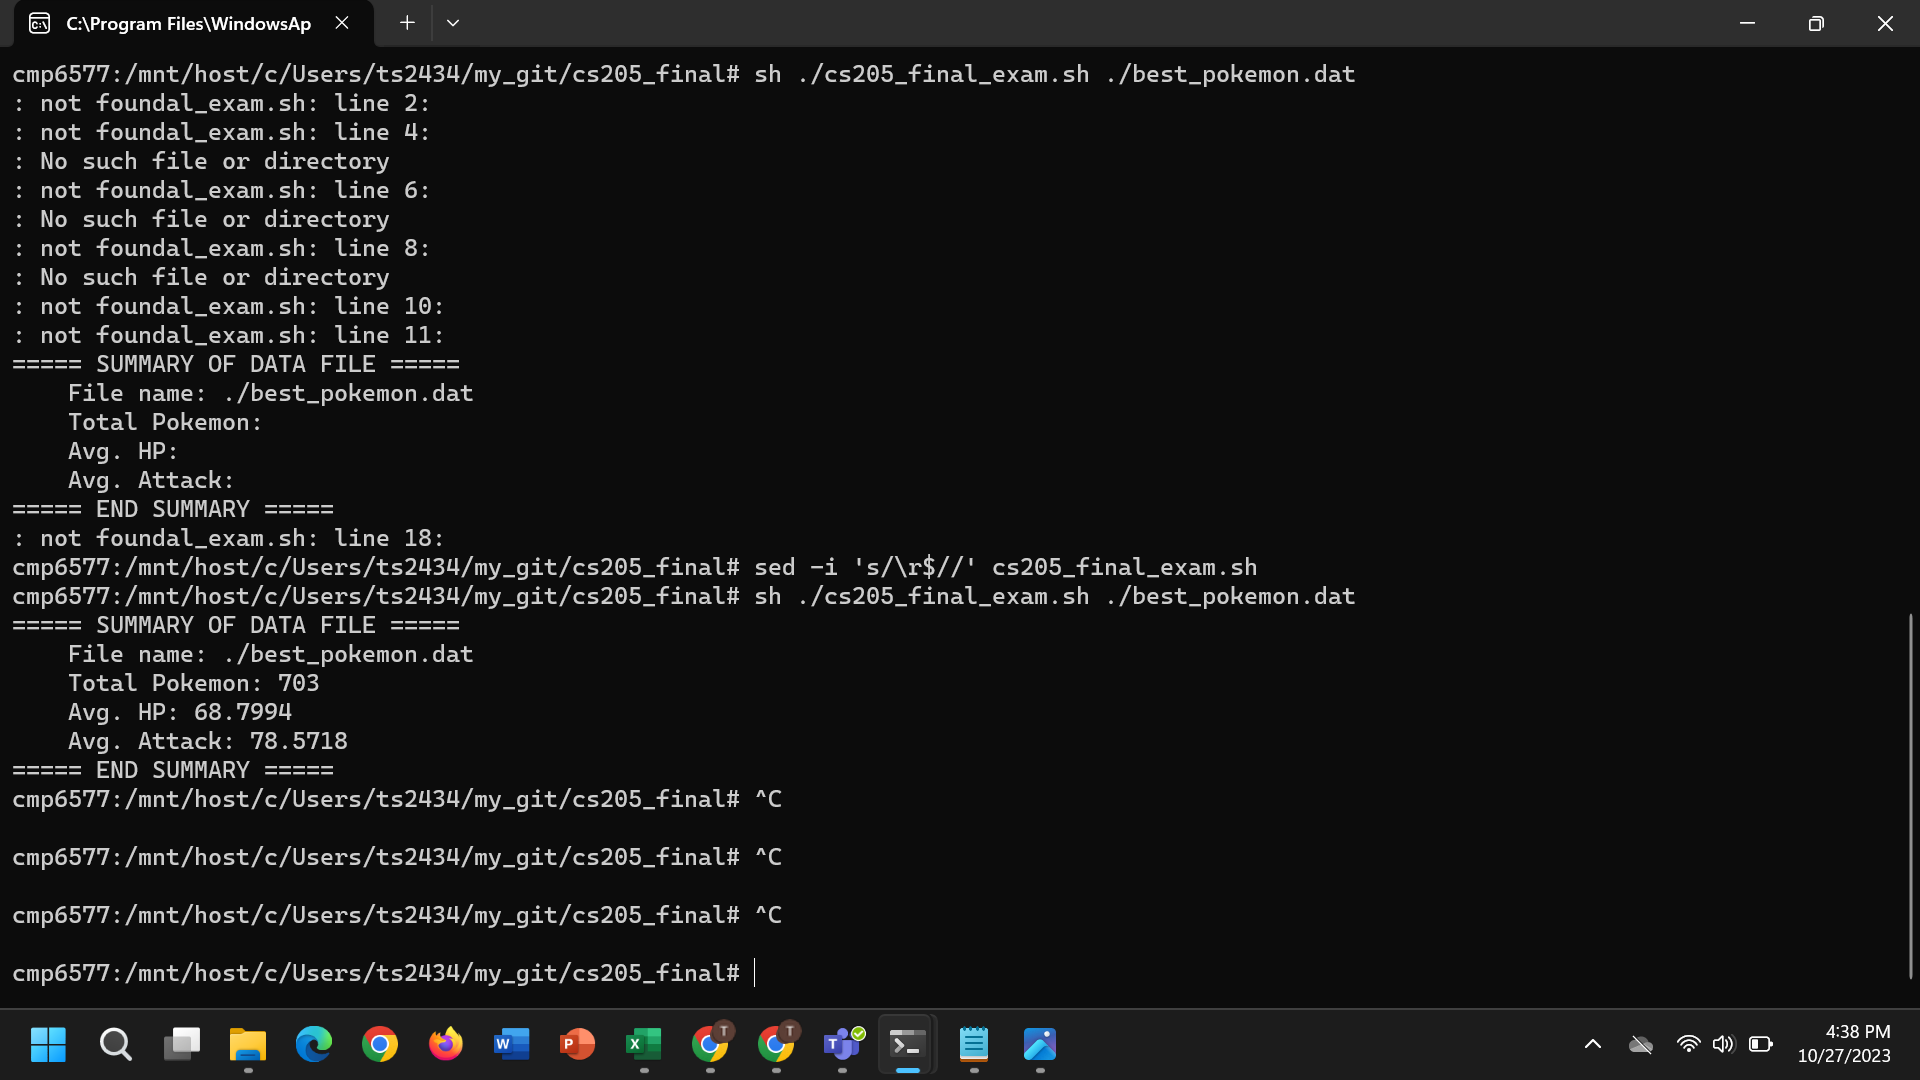 C:\Program Files\WindowsAp
cmp6577:/mnt/host/c/Users/ts2434/my_git/cs205_final# sh ./cs205_final_exam.sh ./best_pokemon.dat
: not foundal_exam.sh: line 2:
: not foundal_exam.sh: line 4:
: No such file or directory
: not foundal_exam.sh: line 6:
: No such file or directory
: not foundal_exam.sh: line 8:
: No such file or directory
: not foundal_exam.sh: line 10:
: not foundal_exam.sh: line 11:
===== SUMMARY OF DATA FILE =====
    File name: ./best_pokemon.dat
    Total Pokemon:
    Avg. HP:
    Avg. Attack:
===== END SUMMARY =====
: not foundal_exam.sh: line 18:
cmp6577:/mnt/host/c/Users/ts2434/my_git/cs205_final# sed -i 's/\r$//' cs205_final_exam.sh
cmp6577:/mnt/host/c/Users/ts2434/my_git/cs205_final# sh ./cs205_final_exam.sh ./best_pokemon.dat
===== SUMMARY OF DATA FILE =====
    File name: ./best_pokemon.dat
    Total Pokemon: 703
    Avg. HP: 68.7994
    Avg. Attack: 78.5718
===== END SUMMARY =====
cmp6577:/mnt/host/c/Users/ts2434/my_git/cs205_final# ^C
cmp6577:/mnt/host/c/Users/ts2434/my_git/cs205_final# ^C
cmp6577:/mnt/host/c/Users/ts2434/my_git/cs205_final# ^C
cmp6577:/mnt/host/c/Users/ts2434/my_git/cs205_final#
4:38 PM
10/27/2023